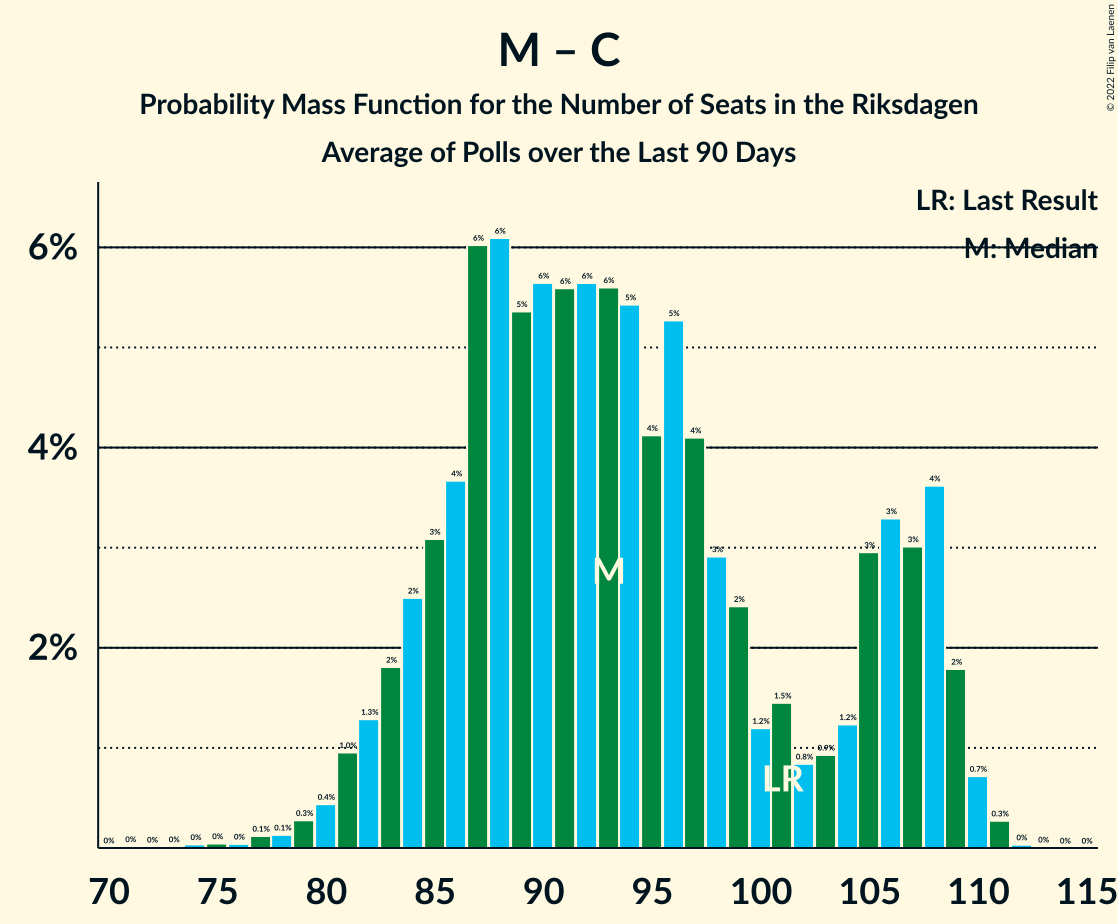 M – C
Probability Mass Function for the Number of Seats in the Riksdagen
Average of Polls over the Last 90 Days
© 2022 Filip van Laenen
LR: Last Result
M: Median
6%
4%
2%
0% 0% 0% 0% 0% 0% 0% 0.1% 0.1% 0.3% 0.4% 1.0% 1.3% 2% 2% 3% 4% 6% 6% 5% 6% 6% 6% 6% 5% 4% 5% 4% 3% 2% 1.2% 1.5% 0.8% 0.9% 1.2% 3% 3% 3% 4% 2% 0.7% 0.3% 0% 0% 0% 0%
M
LR
70 75 80 85 90 95 100 105 110 115